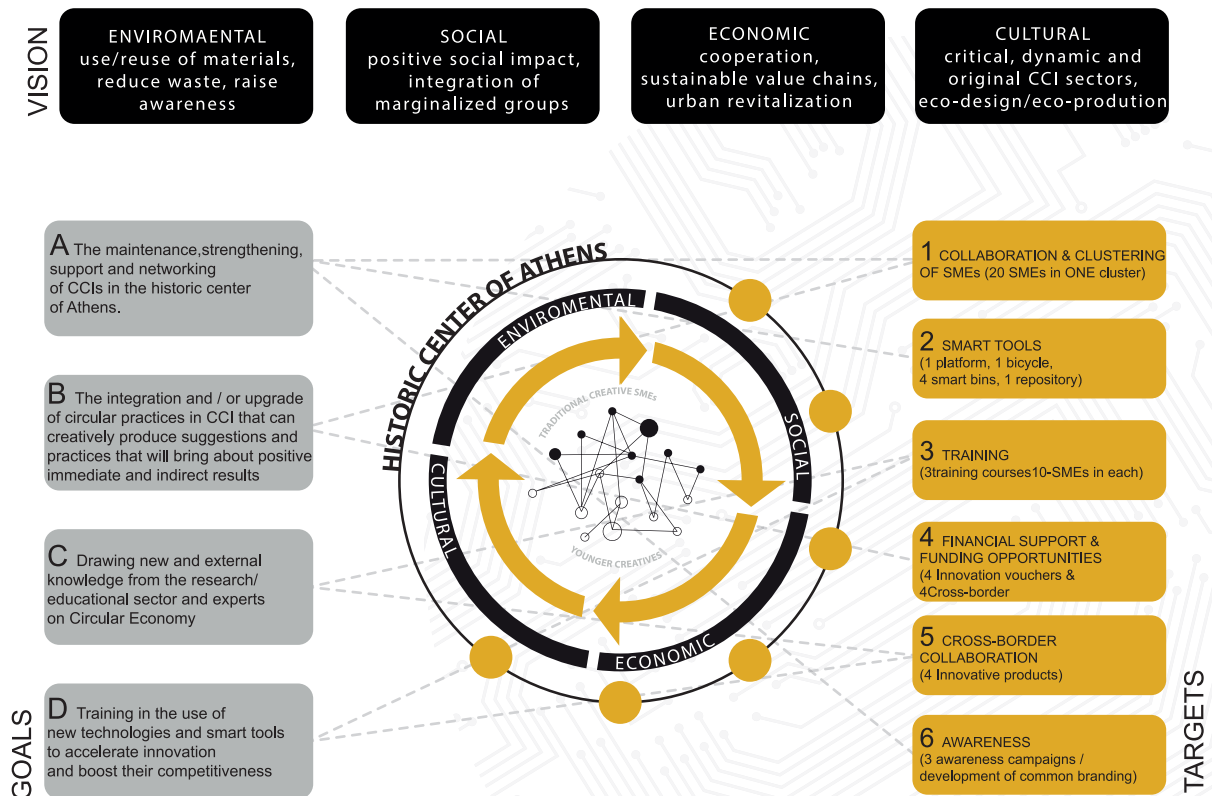 VISION
ENVIROMAENTAL
use/reuse of materials,
reduce waste, raise
awareness
SOCIAL
positive social impact,
integration of
marginalized groups
ECONOMIC
cooperation,
sustainable value chains,
urban revitalization
CULTURAL
critical, dynamic and
original CCI sectors,
eco-design/eco-prodution
GOALS
A The maintenance,strengthening,
support and networking
of CCIs in the historic center
of Athens.
B The integration and / or upgrade
of circular practices in CCI that can
creatively produce suggestions and
practices that will bring about positive
immediate and indirect results
C Drawing new and external
knowledge from the research/
educational sector and experts
on Circular Economy
D Training in the use of
new technologies and smart tools
to accelerate innovation
and boost their competitiveness
HISTORIC CENTER OF ATHENS
ENVIROMENTAL
SOCIAL
ECONOMIC
CULTURAL
TRADITIONAL CREATIVE SMEs
YOUNGER CREATIVES
1 COLLABORATION & CLUSTERING
OF SMEs (20 SMEs in ONE cluster)
2 SMART TOOLS
(1 platform, 1 bicycle,
4 smart bins, 1 repository)
3 TRAINING
(3training courses10-SMEs in each)
4 FINANCIAL SUPPORT &
FUNDING OPPORTUNITIES
(4 Innovation vouchers &
4Cross-border
5 CROSS-BORDER
COLLABORATION
(4 Innovative products)
6 AWARENESS
(3 awareness campaigns /
development of common branding)
TARGETS